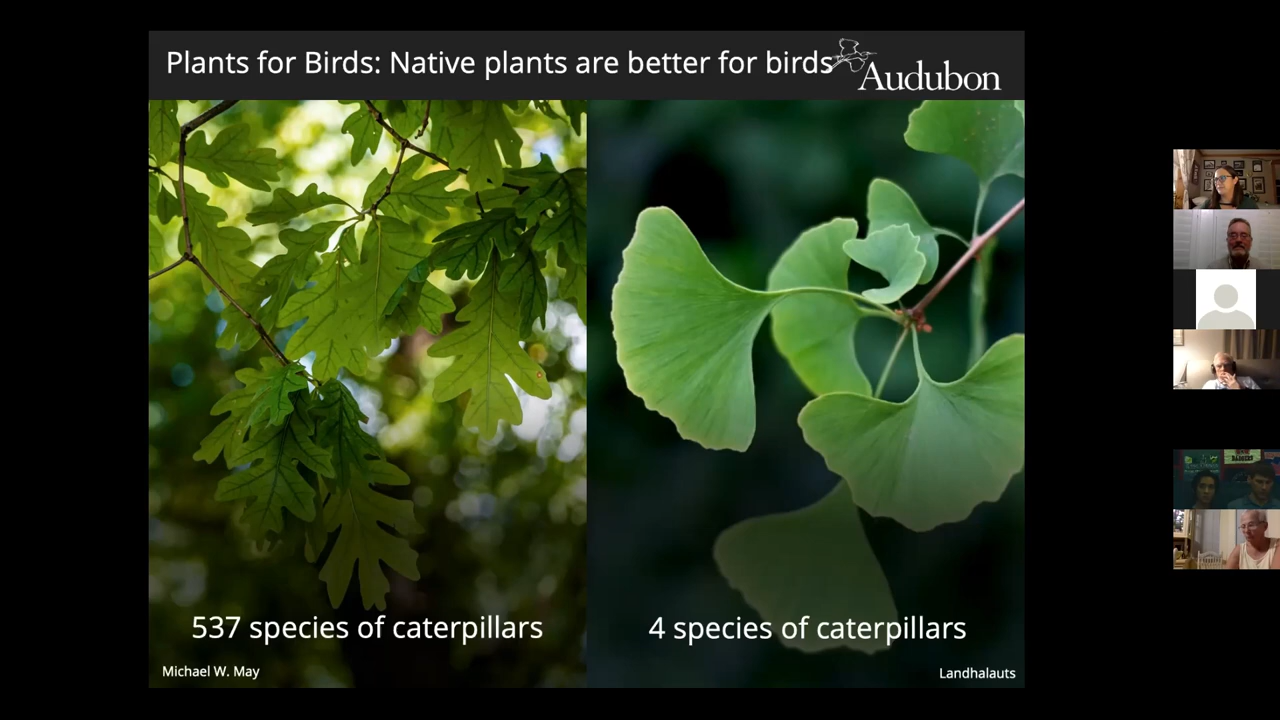 Plants for Birds: Native plants are better for birds
Audubon
537 species of caterpillars
4 species of caterpillars
Michael W. May
Landhalauts